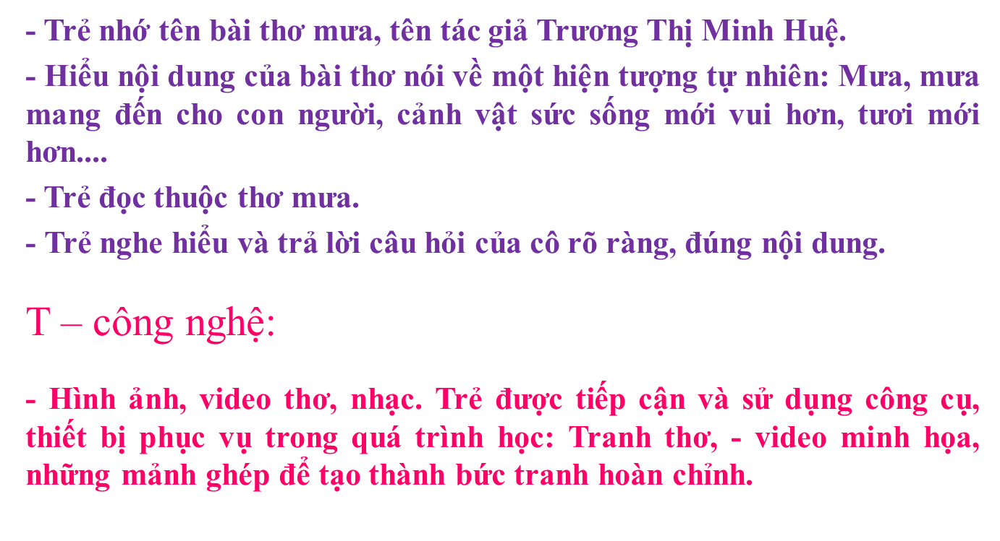 - Trẻ nhớ tên bài thơ mưa, tên tác giả Trương Thị Minh Huệ.
- Hiểu nội dung của bài thơ nói về một hiện tượng tự nhiên: Mưa, mưa
mang đến cho con người, cảnh vật sức sống mới vui hơn, tươi mới
hơn....
- Trẻ đọc thuộc thơ mưa.
- Trẻ nghe hiểu và trả lời câu hỏi của cô rõ ràng, đúng nội dung.
T – công nghệ:
- Hình ảnh, video thơ, nhạc. Trẻ được tiếp cận và sử dụng công cụ,
thiết bị phục vụ trong quá trình học: Tranh thơ, - video minh họa,
những mảnh ghép để tạo thành bức tranh hoàn chỉnh.